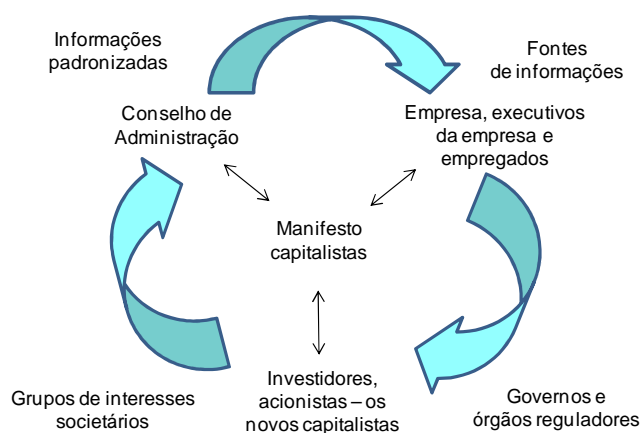 Informações
padronizadas
Fontes
de informações
Conselho de
Administração
Empresa, executivos
da empresa e
empregados
Manifesto
capitalistas
Grupos de interesses
societários
Investidores,
acionistas – os
novos capitalistas
Governos e
órgãos reguladores